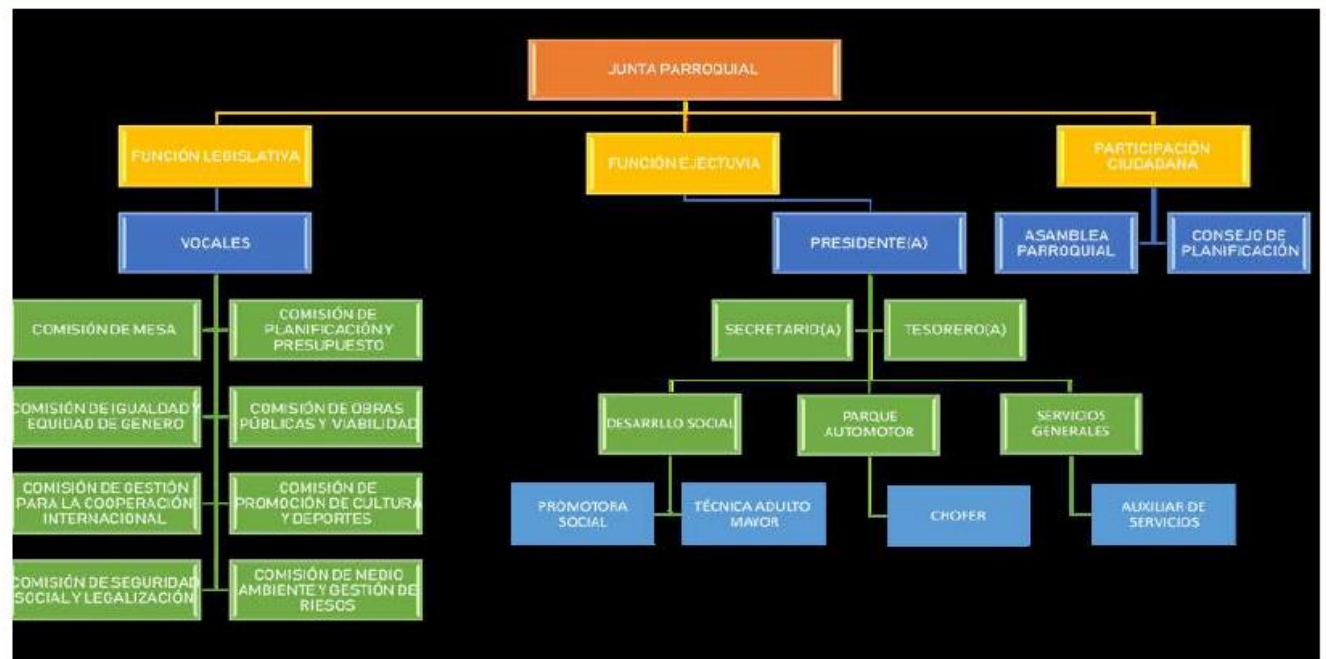 JUNTA PARROQUIAL
FUNCIÓN LEGISLATIVA
FUNCIÓN EJECTUVIA
PARTICIPACIÓN
CIUDADANA
VOCALES
PRESIDENTE(A)
ASAMBLEA
PARROQUIAL
CONSEJO DE
PLANIFICACIÓN
COMISIÓN DE MESA
COMISIÓN DE
PLANIFICACIÓN Y
PRESUPUESTO
SECRETARIO(A)
TESORERO(A)
COMISIÓN DE IGUALDAD Y
EQUIDAD DE GENERO
COMISIÓN DE OBRAS
PÚBLICAS Y VIABILIDAD
DESARRLLO SOCIAL
PARQUE
AUTOMOTOR
SERVICIOS
GENERALES
COMISIÓN DE GESTIÓN
PARA LA COOPERACIÓN
INTERNACIONAL
COMISIÓN DE
PROMOCIÓN DE CULTURA
Y DEPORTES
PROMOTORA
SOCIAL
TÉCNICA ADULTO
MAYOR
CHOFER
AUXILIAR DE
SERVICIOS
COMISIÓN DE SEGURIDAD
SOCIAL Y LEGALIZACIÓN
COMISIÓN DE MEDIO
AMBIENTE Y GESTIÓN DE
RIESOS